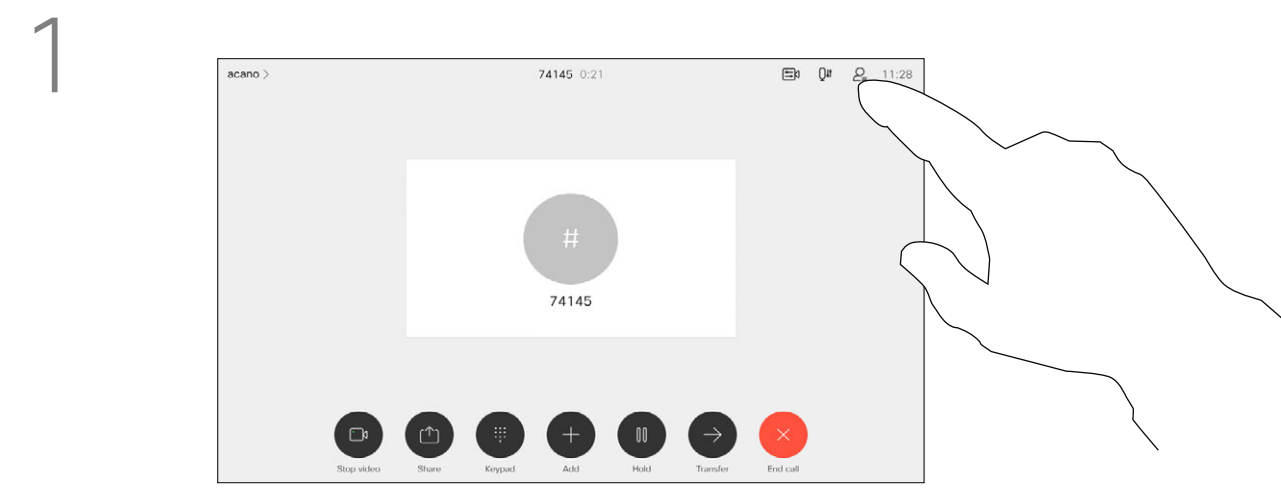 1
acano >
74145 0:21
11:28
#
74145
Stop video Share Keypad Add Hold Transfer End call